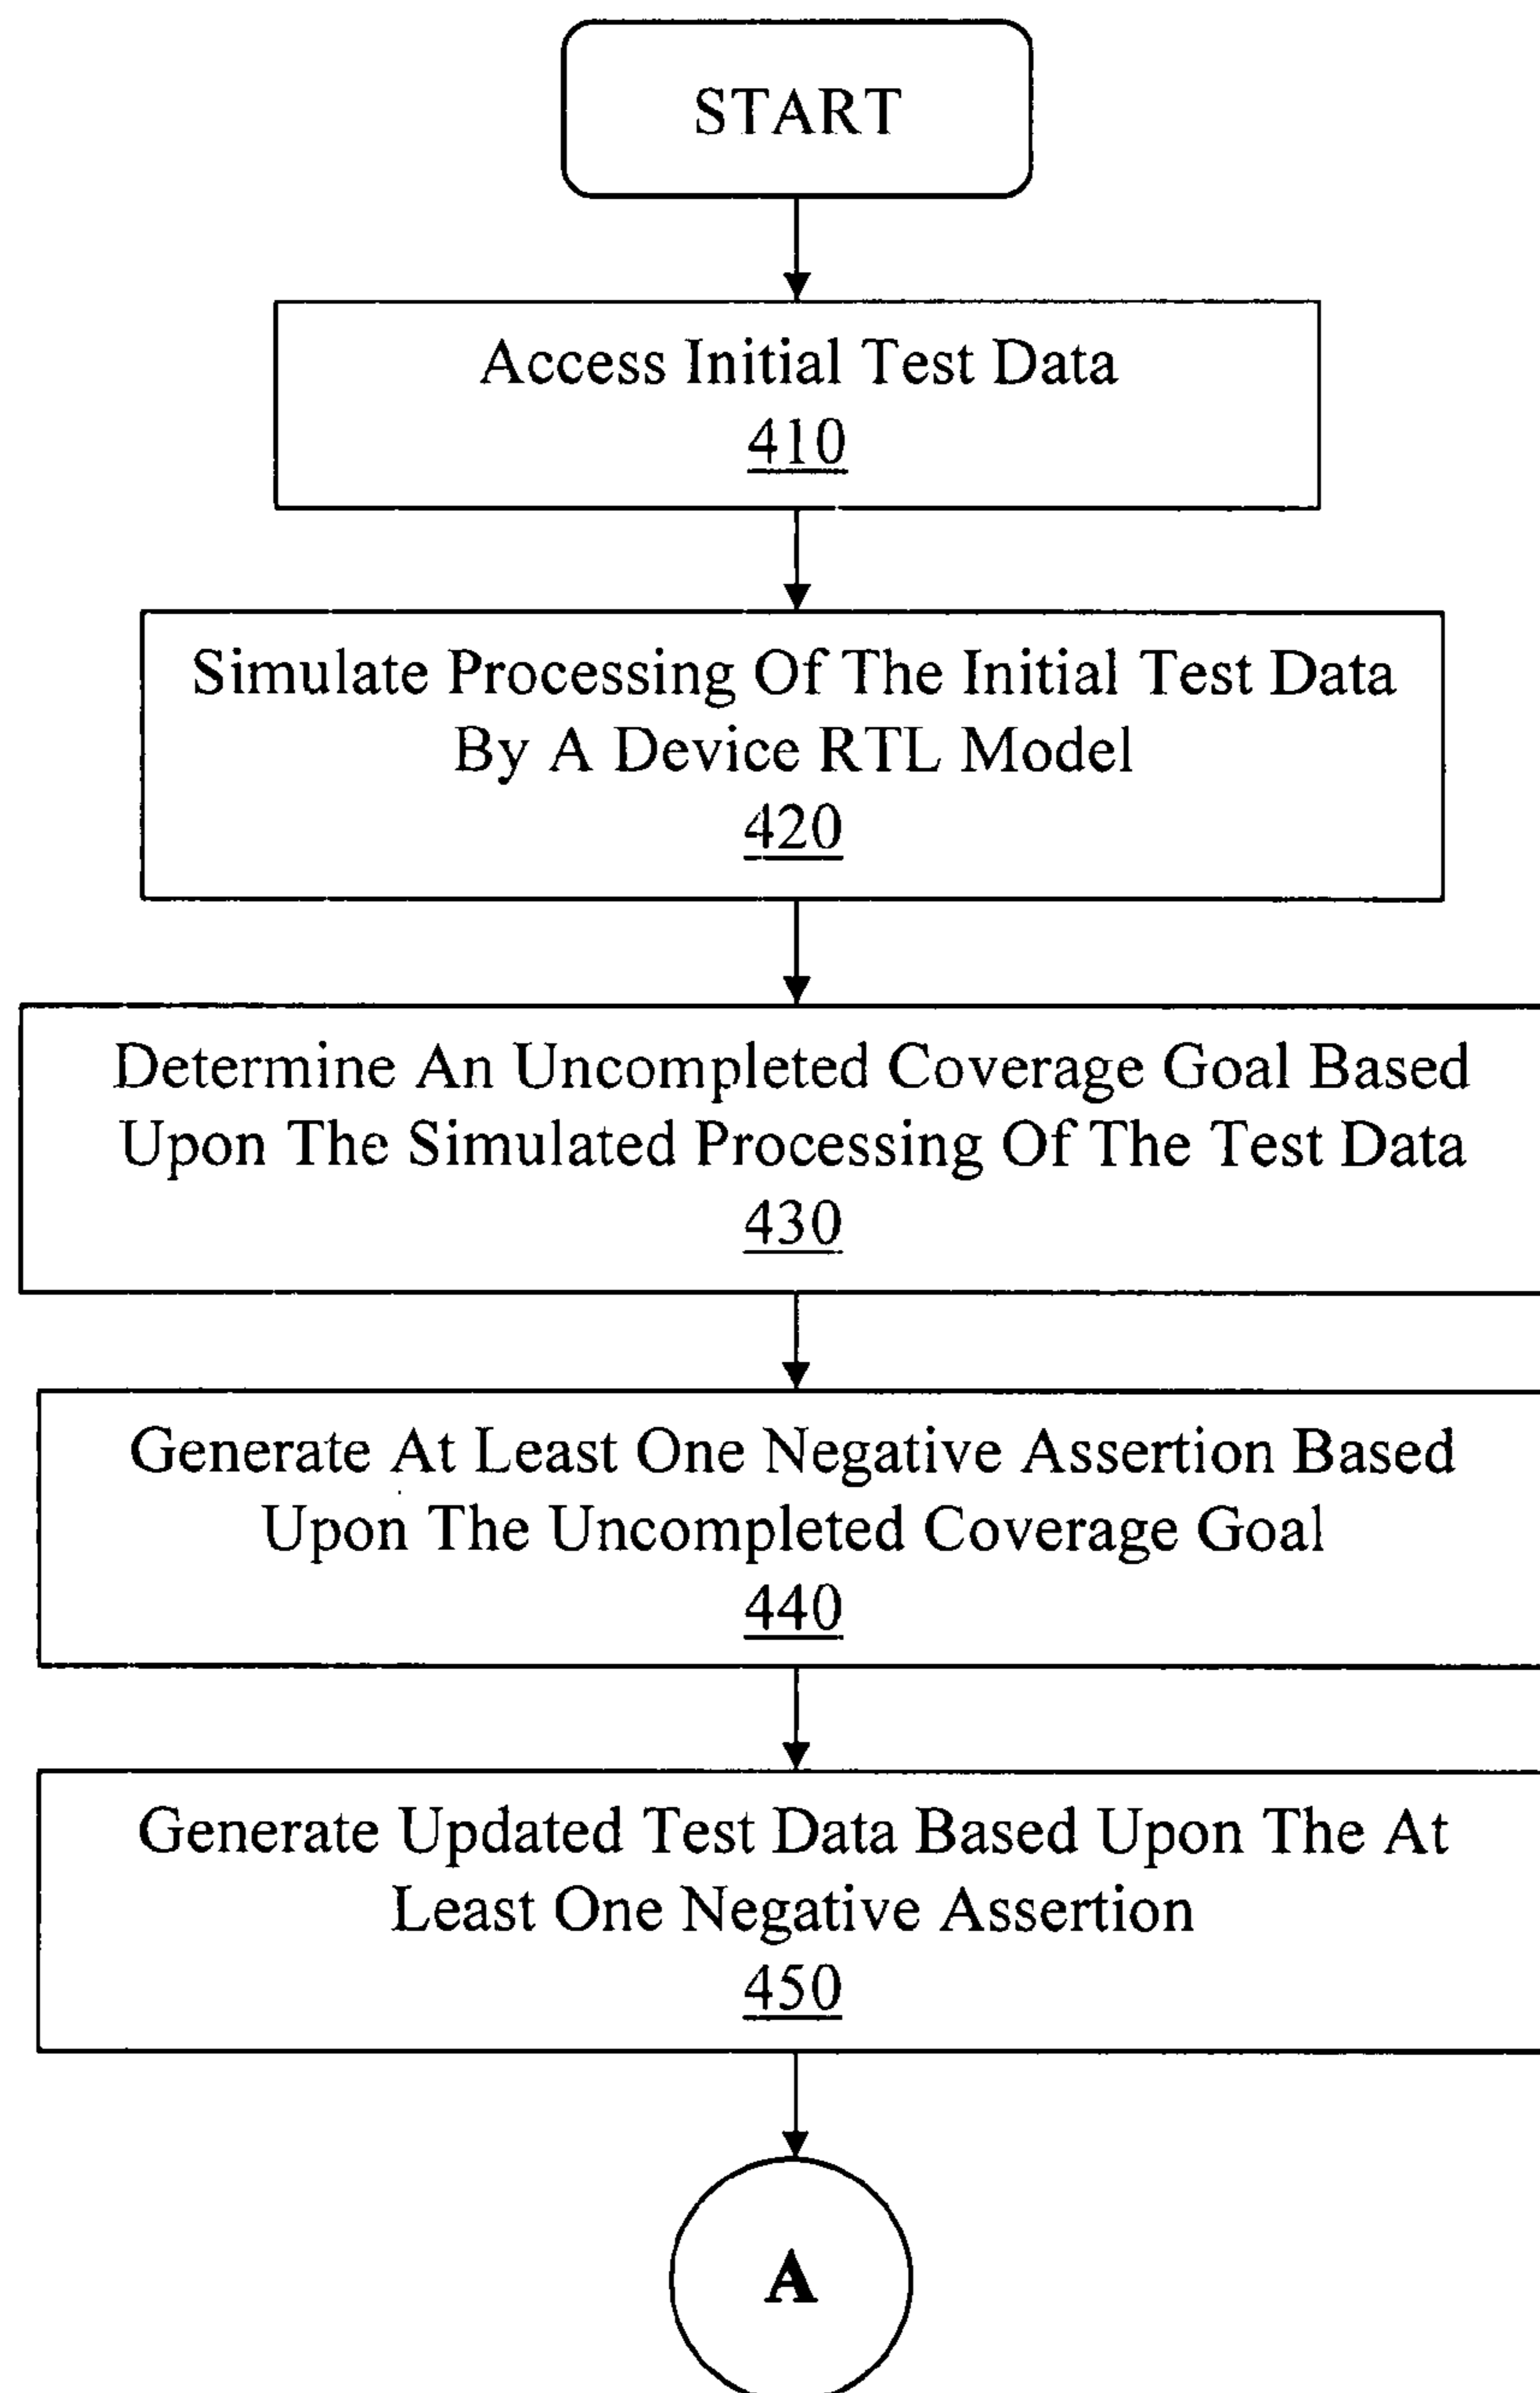 START
Access Initial Test Data
410
Simulate Processing Of The Initial Test Data
By A Device RTL Model
420
Determine An Uncompleted Coverage Goal Based
Upon The Simulated Processing Of The Test Data
430
Generate At Least One Negative Assertion Based
Upon The Uncompleted Coverage Goal
440
Generate Updated Test Data Based Upon The At
Least One Negative Assertion
450
A